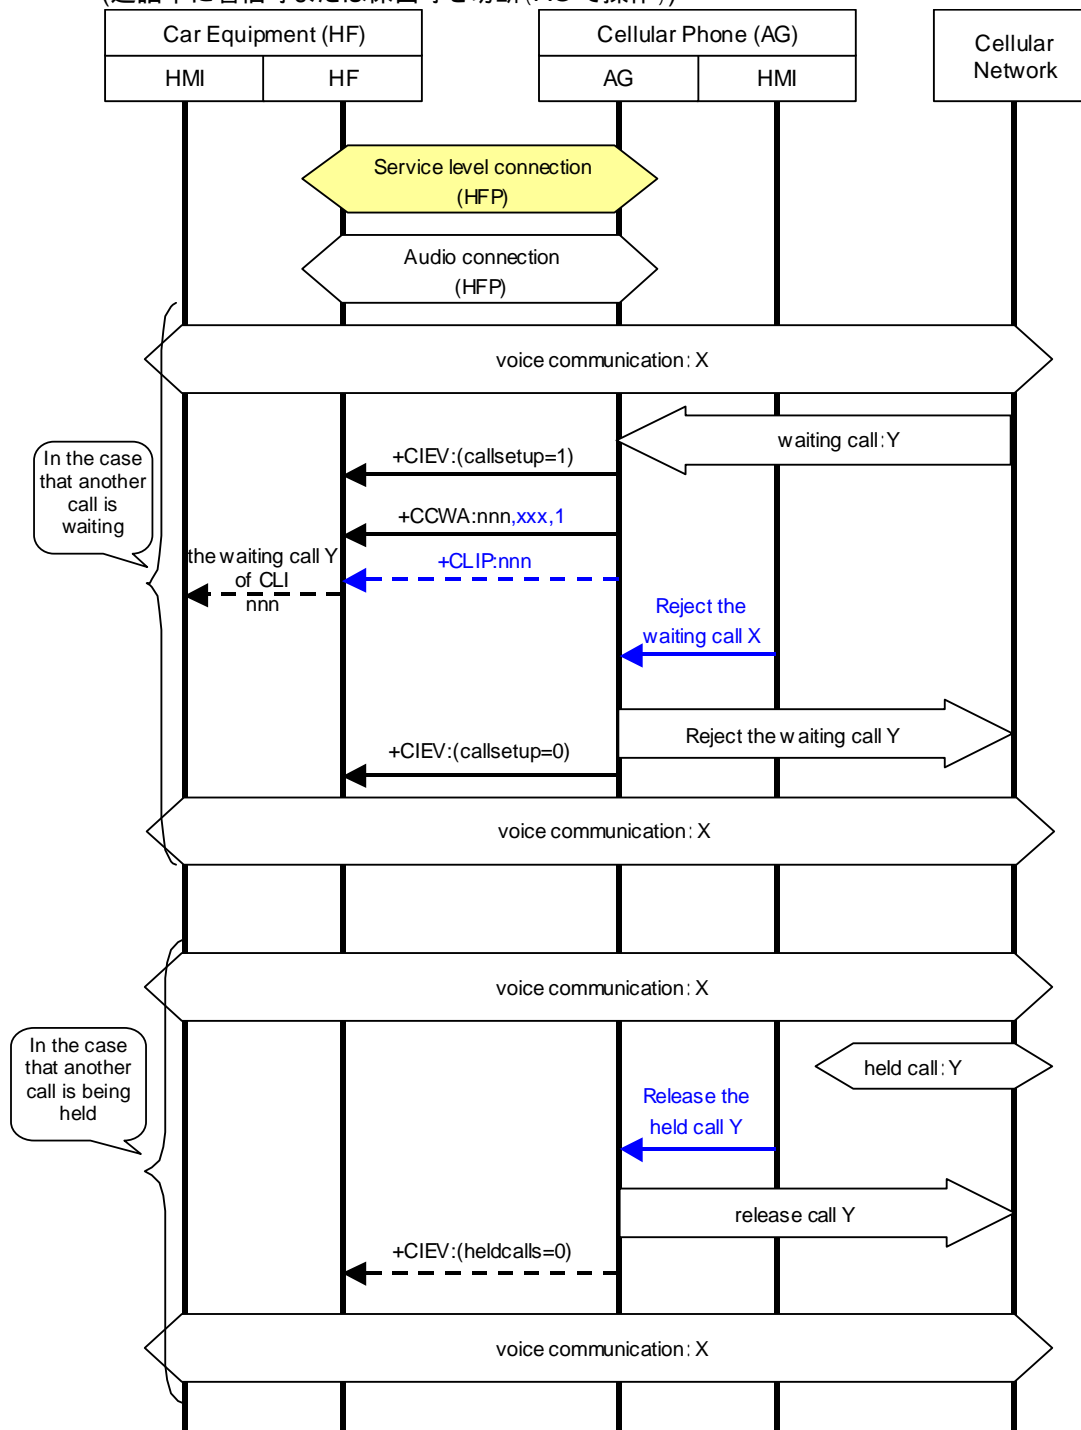 Car Equipment (HF)
Cellular Phone (AG)
Cellular
Network
HMI
HF
AG
HMI
Service level connection
(HFP)
Audio connection
(HFP)
voice communication: X
waiting call: Y
In the case
that another
call is
waiting
+CIEV:(callsetup=1)
+CCWA:nnn,xxx,1
+CLIP:nnn
the waiting call Y
of CLI
nnn
Reject the
waiting call X
Reject the waiting call Y
+CIEV:(callsetup=0)
voice communication: X
voice communication: X
In the case
that another
call is being
held
held call: Y
Release the
held call Y
release call Y
+CIEV:(heldcalls=0)
voice communication: X